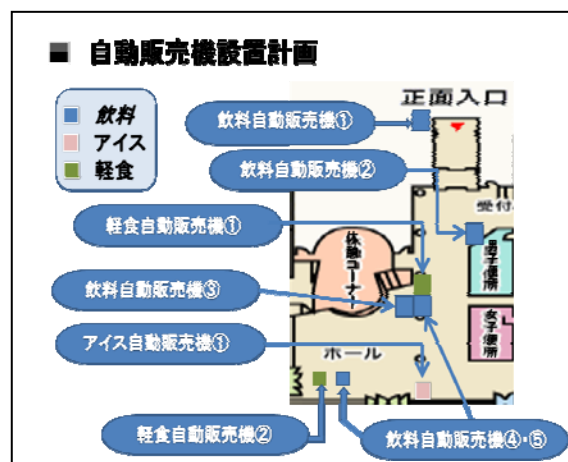 ■ 自動販売機設置計画
飲料
アイス
軽食
正面入口
飲料自動販売機①
飲料自動販売機②
受付
軽食自動販売機①
体験コーナー
男子便所
飲料自動販売機③
アイス自動販売機①
ホール
女子便所
軽食自動販売機②
飲料自動販売機④・⑤